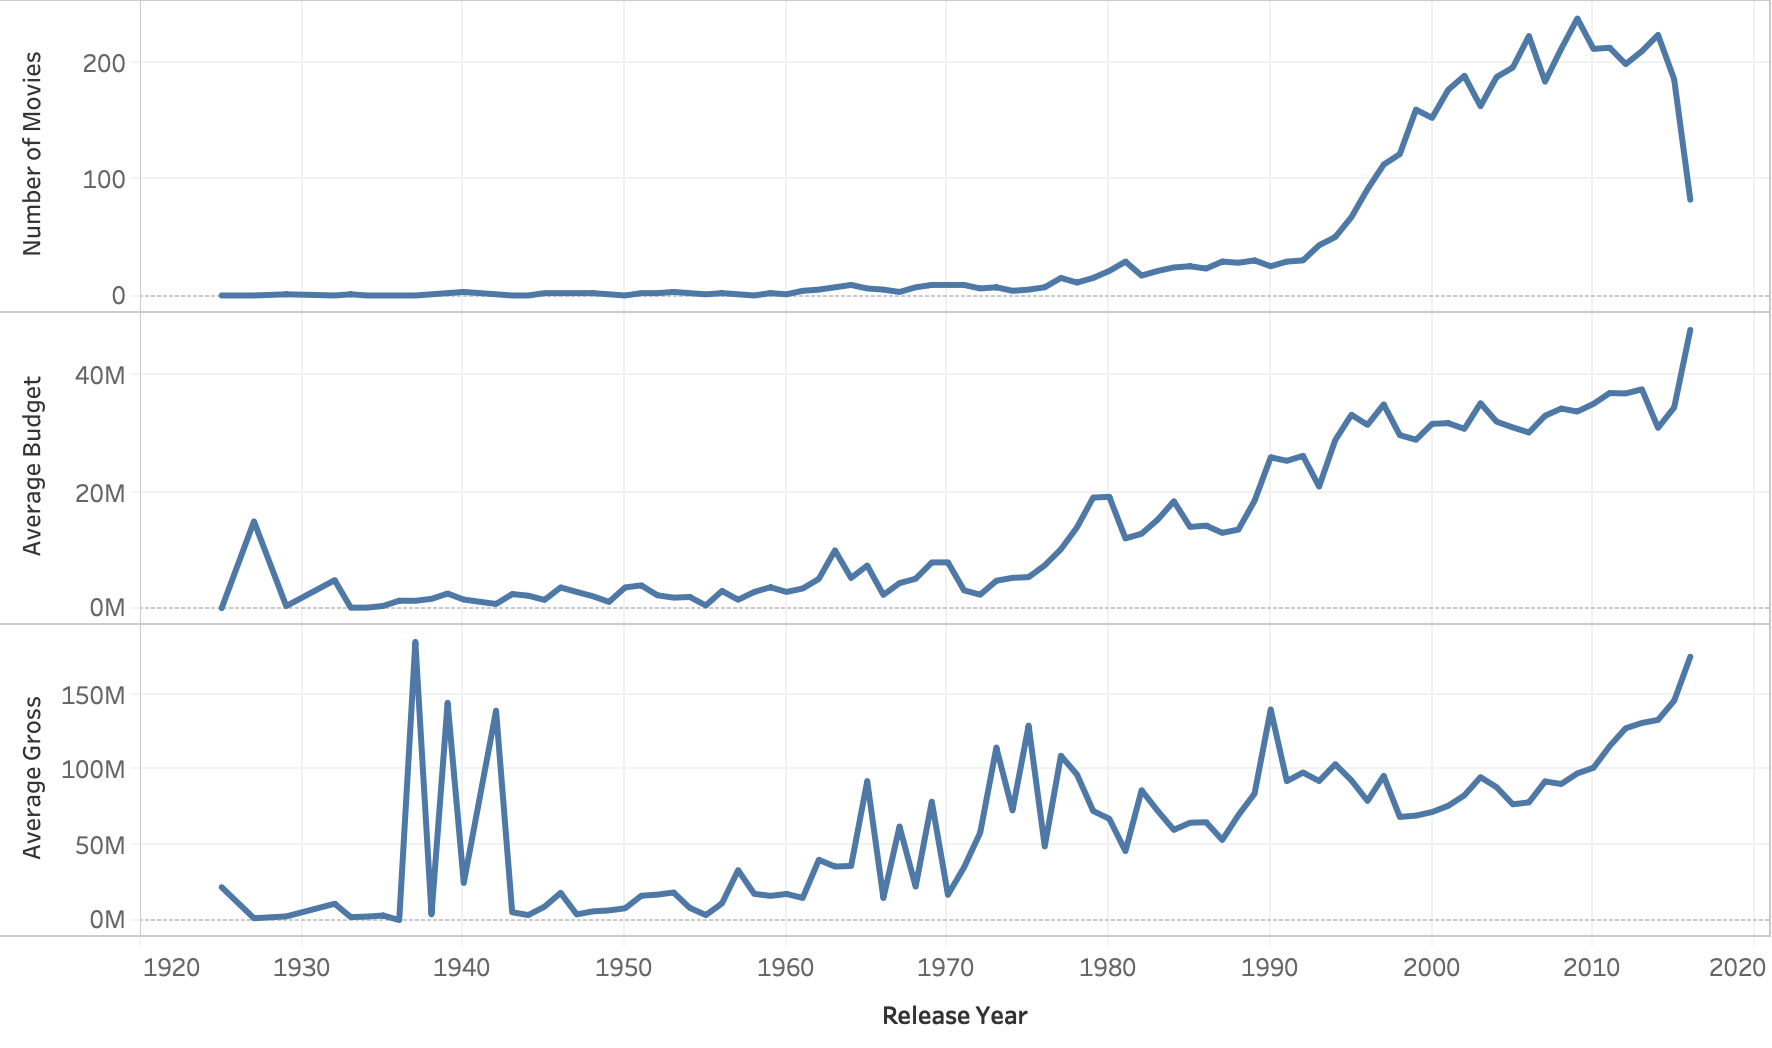 Number of Movies
200
100
0
Average Budget
40M
20M
0M
Average Gross
150M
100M
50M
0M
1920 1930 1940 1950 1960 1970 1980 1990 2000 2010 2020
Release Year